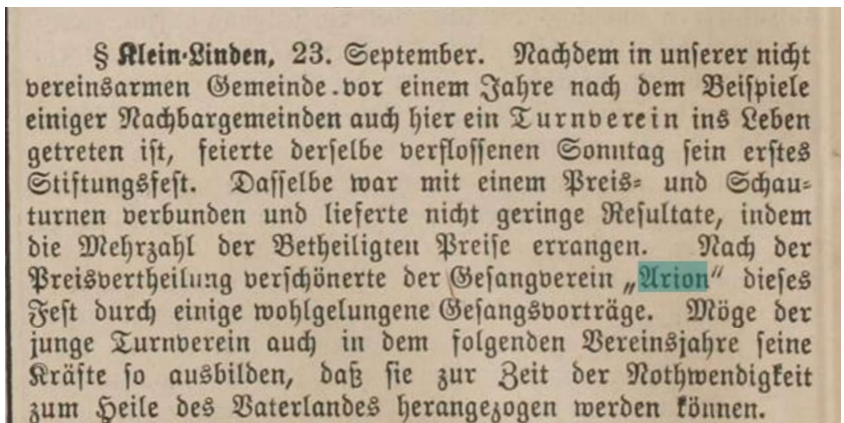 § Klein-Linden, 23. September. Nachdem in unserer nicht
vereinsarmen Gemeinde vor einem Jahre nach dem Beispiele
einiger Nachbargemeinden auch hier ein Turnverein ins Leben
getreten ist, feierte derselbe verflossenen Sonntag sein erstes
Stiftungsfest. Dasselbe war mit einem Preis- und Schau-
turnen verbunden und lieferte nicht geringe Resultate, indem
die Mehrzahl der Betheiligten Preise errangen. Nach der
Preisvertheilung verschönerte der Gesangverein „Arion“ dieses
Fest durch einige wohlgelungene Gesangsvorträge. Möge der
junge Turnverein auch in dem folgenden Vereinsjahre seine
Kräfte so ausbilden, daß sie zur Zeit der Nothwendigkeit
zum Heile des Vaterlandes herangezogen werden können.